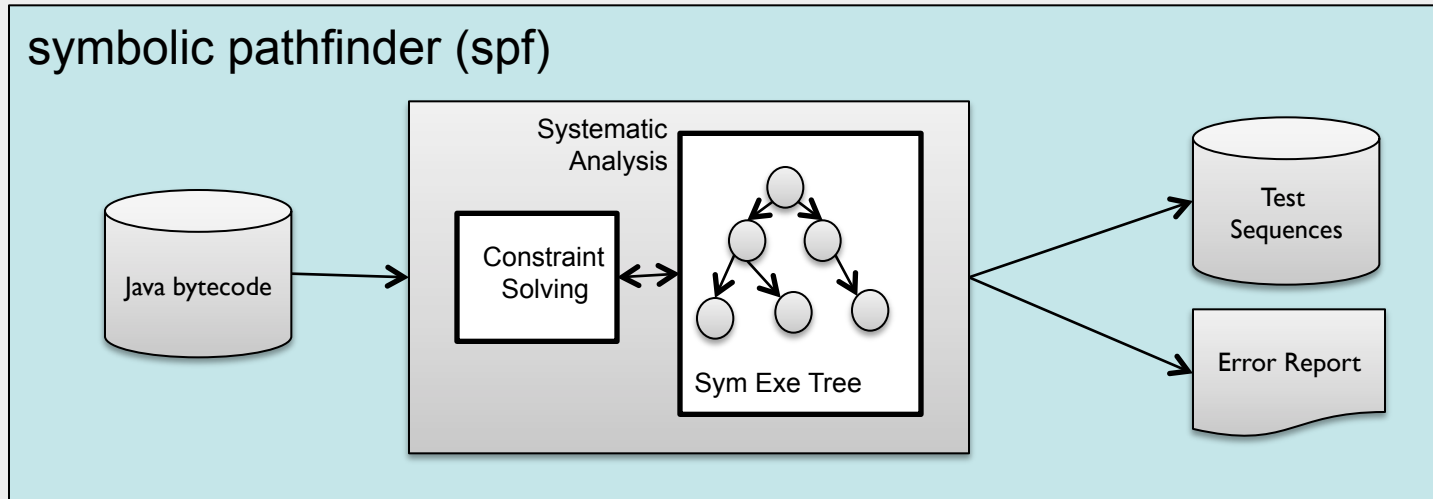 symbolic pathfinder (spf)
Systematic
Analysis
Java bytecode
Constraint
Solving
Sym Exe Tree
Test
Sequences
Error Report